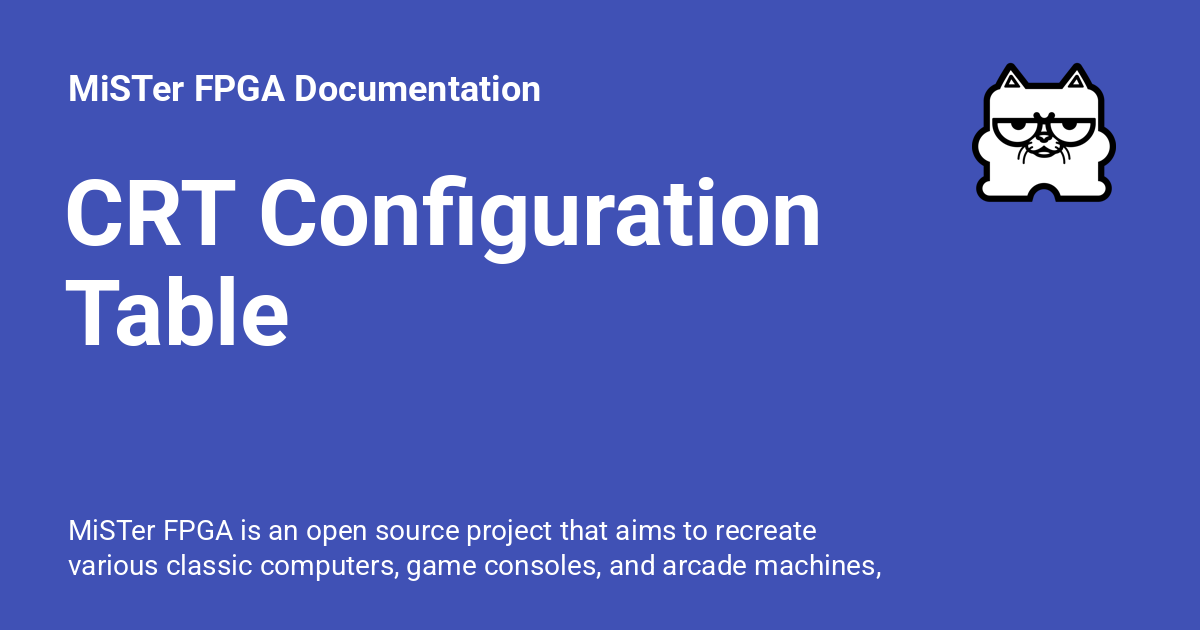 MiSTer FPGA Documentation
CRT Configuration
Table
MiSTer FPGA is an open source project that aims to recreate
various classic computers, game consoles, and arcade machines,